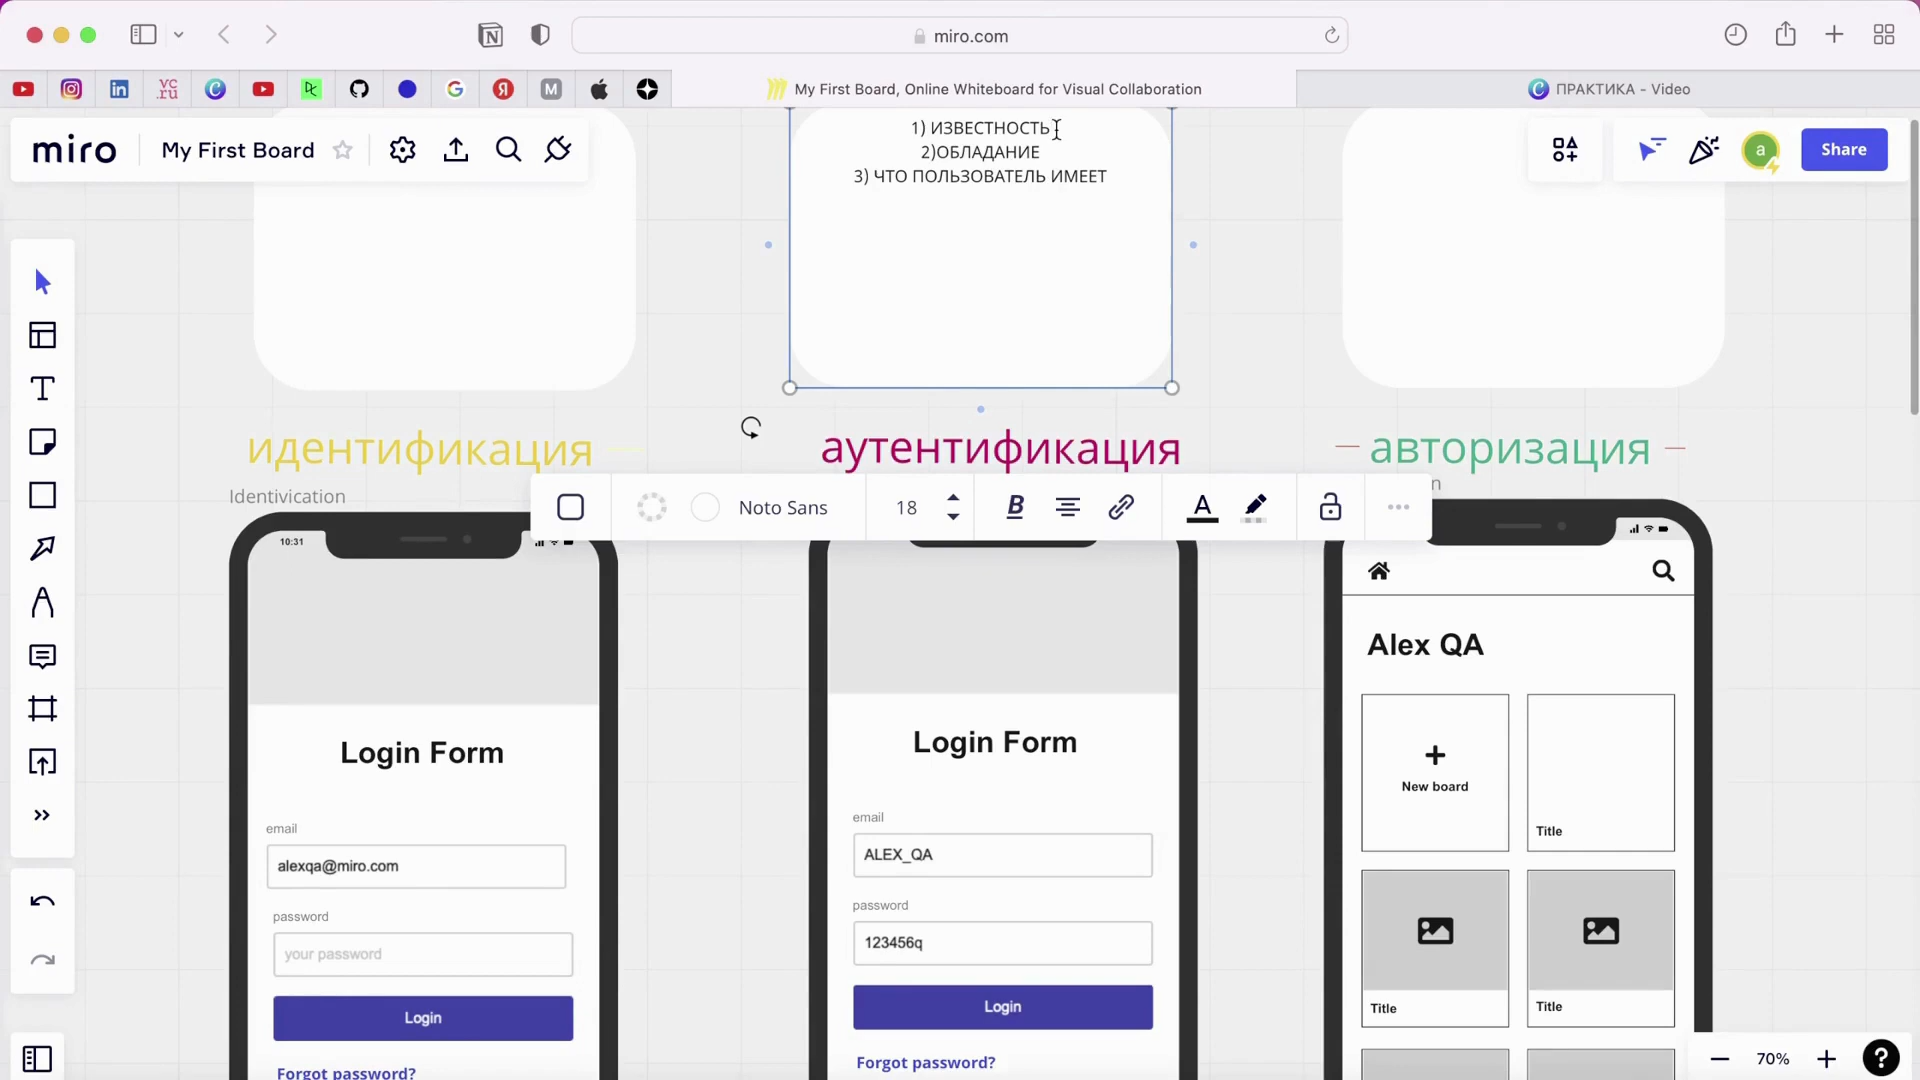 miro.com
My First Board, Online Whiteboard for Visual Collaboration
ПРАКТИКА - Video
miro
My First Board
Share
1) ИЗВЕСТНОСТЬ
2)ОБЛАДАНИЕ
3) ЧТО ПОЛЬЗОВАТЕЛЬ ИМЕЕТ
идентификация
аутентификация
авторизация
Identivication
Noto Sans
18
B
A
10:31
Login Form
email
alexqa@miro.com
password
your password
Login
Forgot password?
Login Form
email
ALEX_QA
password
123456q
Login
Forgot password?
Alex QA
New board
Title
Title
Title
70%